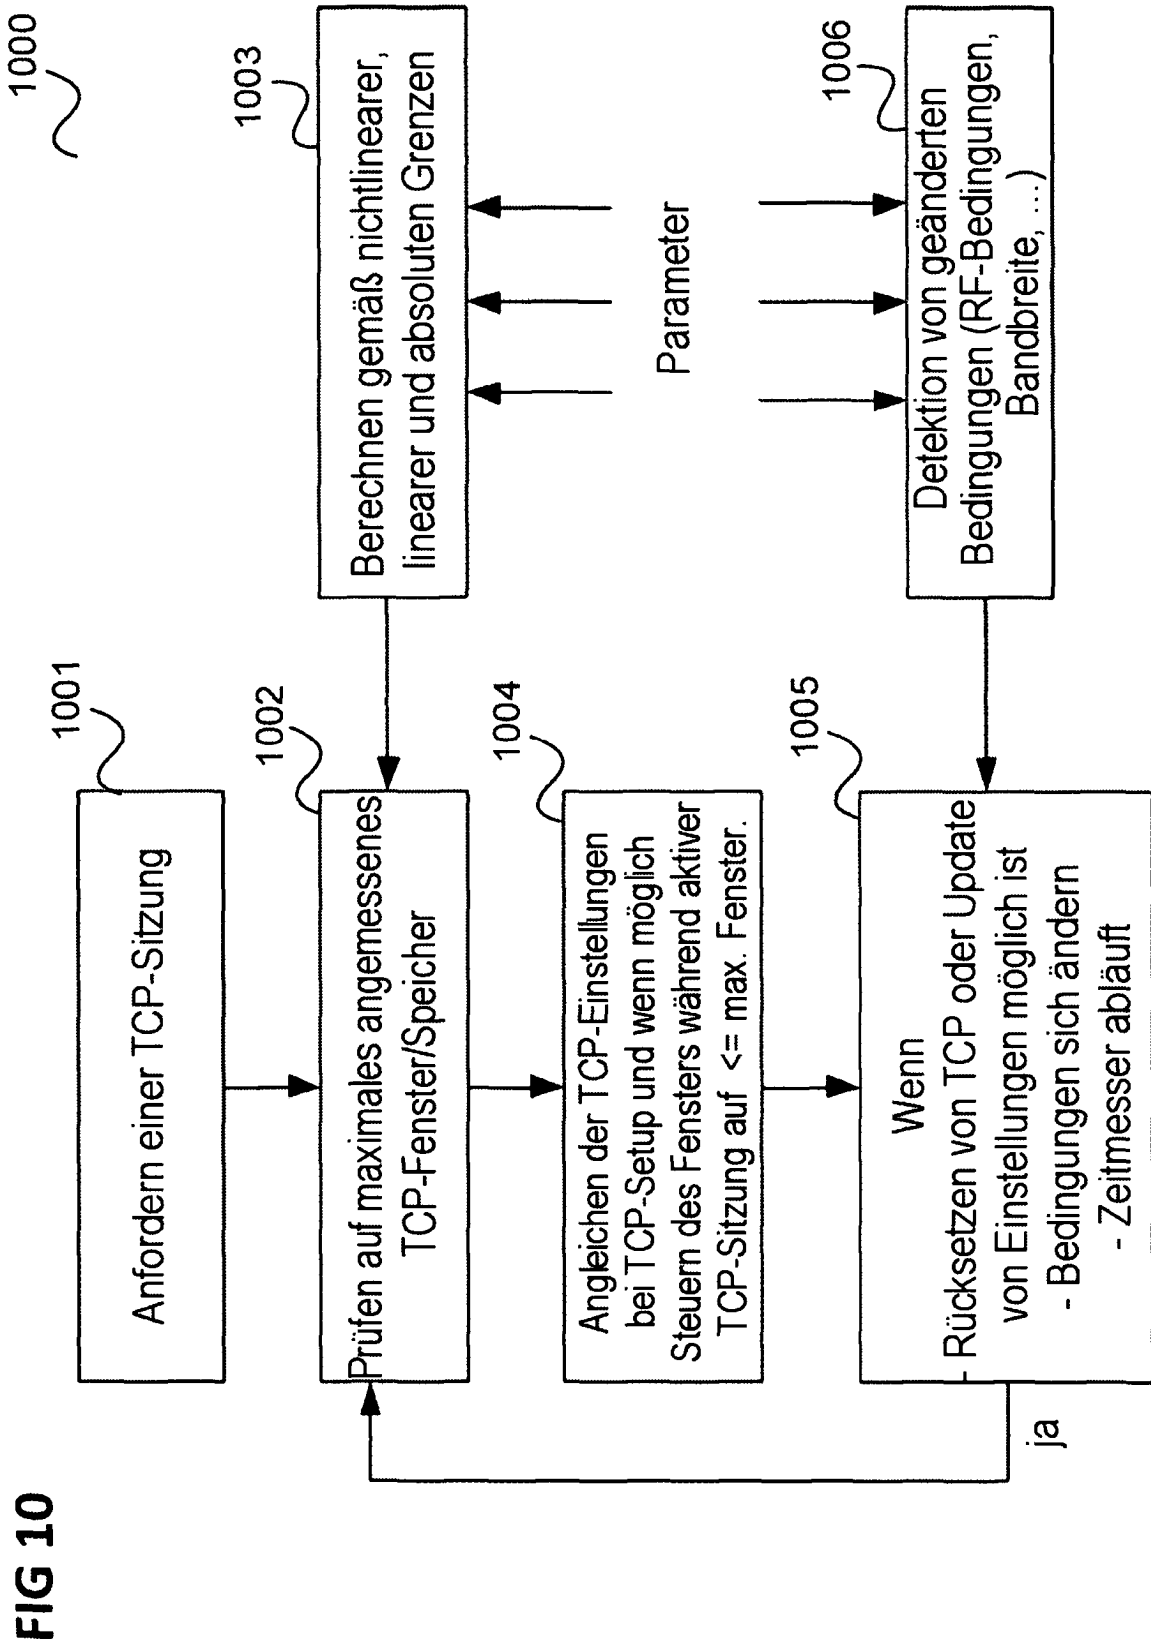 FIG 10
1000
1001
Anfordern einer TCP-Sitzung
1002
Prüfen auf maximales angemessenes
TCP-Fenster/Speicher
1003
Berechnen gemäß nichtlinearer,
linearer und absoluten Grenzen
1004
Angleichen der TCP-Einstellungen
bei TCP-Setup und wenn möglich
Steuern des Fensters während aktiver
TCP-Sitzung auf <= max. Fenster.
Parameter
1005
Wenn
- Rücksetzen von TCP oder Update
von Einstellungen möglich ist
- Bedingungen sich ändern
- Zeitmesser abläuft
1006
Detektion von geänderten
Bedingungen (RF-Bedingungen,
Bandbreite, ...)
ja